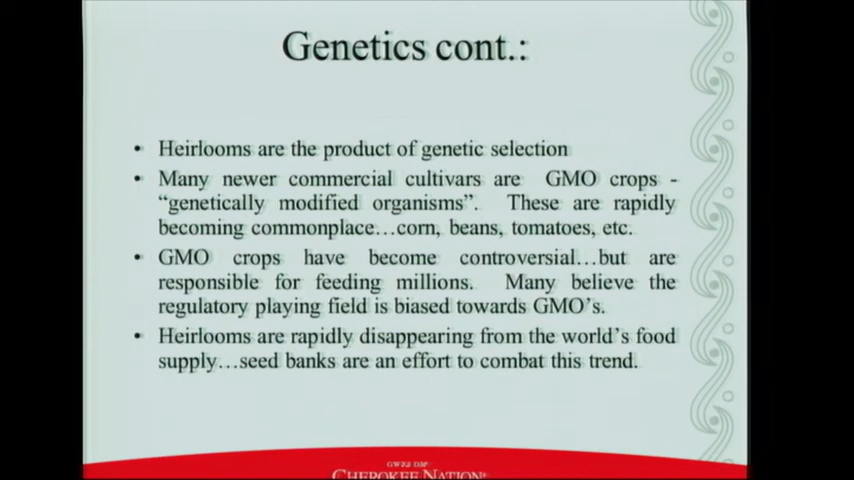 Genetics cont.:
• Heirlooms are the product of genetic selection
• Many newer commercial cultivars are GMO crops -
“genetically modified organisms”. These are rapidly
becoming commonplace…corn, beans, tomatoes, etc.
• GMO crops have become controversial…but are
responsible for feeding millions. Many believe the
regulatory playing field is biased towards GMO’s.
• Heirlooms are rapidly disappearing from the world’s food
supply…seed banks are an effort to combat this trend.
CHEROKEE NATION